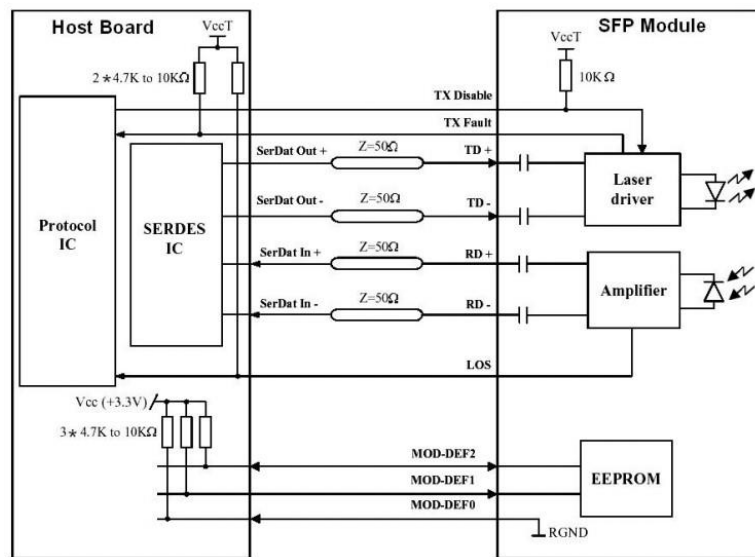 Host Board
SFP Module
VccT
VccT
2*4.7K to 10KΩ
10KΩ
TX Disable
TX Fault
SerDat Out +
Z=50Ω
TD +
SerDat Out -
Z=50Ω
TD -
Laser driver
Protocol IC
SERDES IC
SerDat In +
Z=50Ω
RD +
SerDat In -
Z=50Ω
RD -
Amplifier
LOS
Vcc (+3.3V)
3*4.7K to 10KΩ
MOD-DEF2
MOD-DEF1
MOD-DEF0
EEPROM
RGND